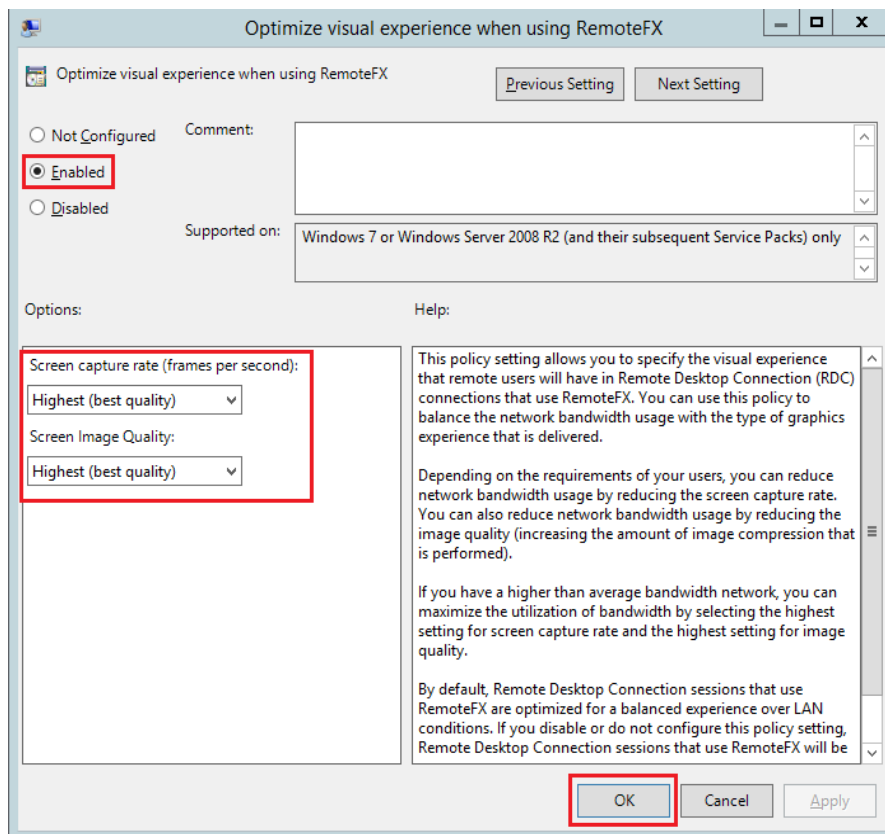 Optimize visual experience when using RemoteFX
Optimize visual experience when using RemoteFX
Previous Setting
Next Setting
Not Configured
Comment:
Enabled
Disabled
Supported on:
Windows 7 or Windows Server 2008 R2 (and their subsequent Service Packs) only
Options:
Help:
Screen capture rate (frames per second):
Highest (best quality)
Screen Image Quality:
Highest (best quality)
This policy setting allows you to specify the visual experience
that remote users will have in Remote Desktop Connection (RDC)
connections that use RemoteFX. You can use this policy to
balance the network bandwidth usage with the type of graphics
experience that is delivered.
Depending on the requirements of your users, you can reduce
network bandwidth usage by reducing the screen capture rate.
You can also reduce network bandwidth usage by reducing the
image quality (increasing the amount of image compression that
is performed).
If you have a higher than average bandwidth network, you can
maximize the utilization of bandwidth by selecting the highest
setting for screen capture rate and the highest setting for image
quality.
By default, Remote Desktop Connection sessions that use
RemoteFX are optimized for a balanced experience over LAN
conditions. If you disable or do not configure this policy setting,
Remote Desktop Connection sessions that use RemoteFX will be
OK
Cancel
Apply